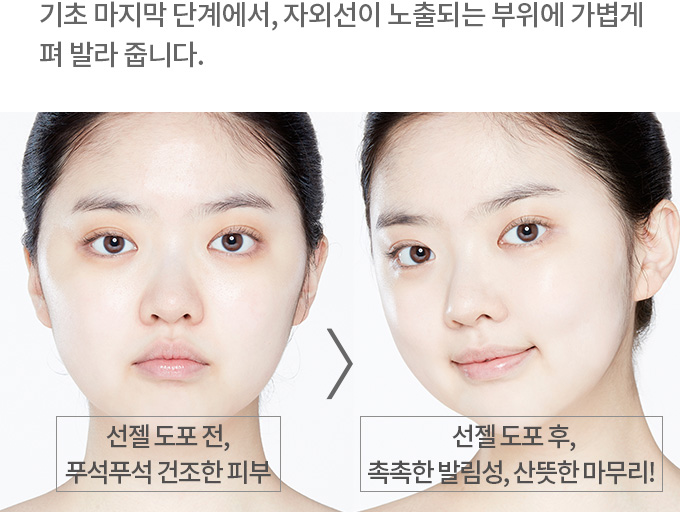 기초 마지막 단계에서, 자외선이 노출되는 부위에 가볍게
펴 발라 줍니다.
선젤 도포 전,
푸석푸석 건조한 피부
선젤 도포 후,
촉촉한 발림성, 산뜻한 마무리!